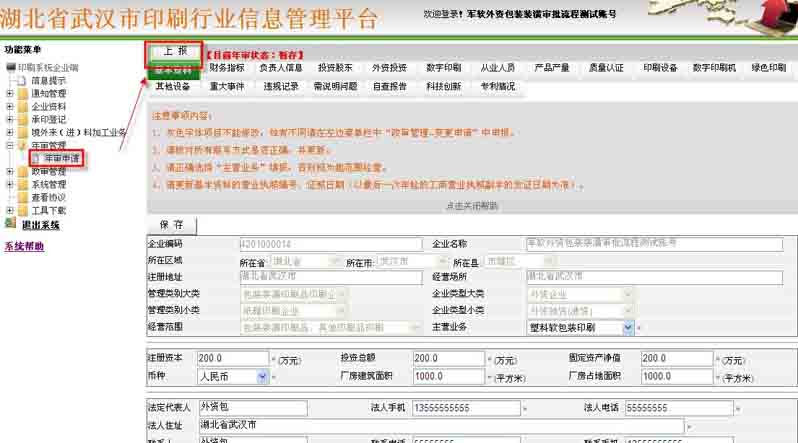 湖北省武汉市印刷行业信息管理平台 欢迎登录! 军软外资包装装潢审批流程测试账号
功能菜单
印刷系统企业端
信息提示
通知管理
企业资料
承印登记
境外来(进)料加工业务
年审管理
年审申请
政审管理
系统管理
查看协议
工具下载
退出系统
系统帮助
上 报 【目前年审状态:暂存】
基本资料 财务指标 负责人信息 投资股东 外资投资 数字印刷 从业人员 产品产量 质量认证 印刷设备 数字印刷机 绿色印刷
其他设备 重大事件 违规记录 需说明问题 自查报告 科技创新 专利情况
注意事项内容:
1、灰色字体项目不能修改,如有不同请在左边菜单栏中“政审管理-变更申请”中申报。
2、请核对所有联系方式是否正确,并更新。
3、请正确选择“主营业务”填报,否则视为超范围经营。
4、请更新基本资料的营业执核编号、证核日期(以最后一次年检的工商营业执核副本的发证日期为准)。
点击关闭帮助
保 存
企业编码 4201000014 企业名称 军软外资包装装潢审批流程测试账号
所在区域 所在省: 湖北省 所在市: 武汉市 所在县: 市辖区
注册地址 湖北省武汉市 经营场所 湖北省武汉市
管理类别大类 包装装潢印刷品印刷企 企业类型大类 外资企业
管理类别小类 纸箱印刷企业 企业类型小类 外资独资(港资)
经营范围 包装装潢印刷品、其他印刷品印刷 主营业务 塑料软包装印刷 *
注册资本 200.0 *(万元) 投资总额 200.0 *(万元) 固定资产净值 200.0 *(万元)
币种 人民币 * 厂房建筑面积 1000.0 *(平方米) 厂房占地面积 1000.0 *(平方米)
法定代表人 外资包 法人手机 13555555555 * 法人电话 55555555 *
法人住址 湖北省武汉市 *
联系人 外资包 联系电话 55555555 联系手机 13555555555